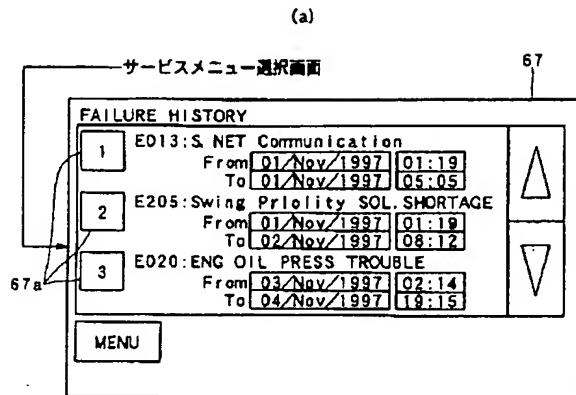 (a)
サービスメニュー選択画面
67
FAILURE HISTORY
1 E013:S. NET Communication
From 01/Nov/1997 01:19
To 01/Nov/1997 05:05
2 E205:Swing Priolity SOL. SHORTAGE
From 01/Nov/1997 01:19
To 02/Nov/1997 08:12
3 E020:ENG OIL PRESS TROUBLE
From 03/Nov/1997 02:14
To 04/Nov/1997 19:15
67a
MENU